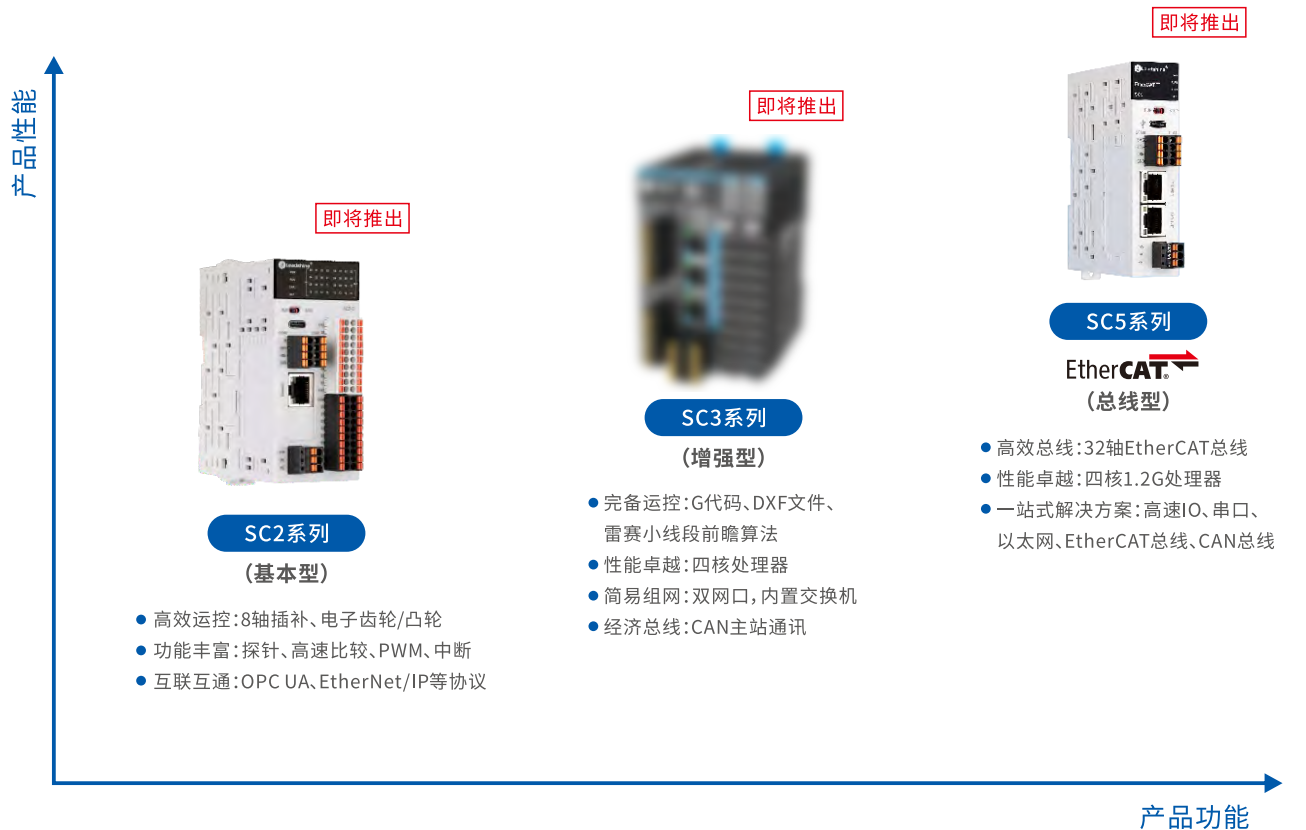 产品性能
即将推出
Leadshine
SC2系列
(基本型)
高效运控:8轴插补、电子齿轮/凸轮
功能丰富:探针、高速比较、PWM、中断
互联互通:OPC UA、EtherNet/IP等协议
即将推出
SC3系列
(增强型)
完备运控:G代码、DXF文件、
雷赛小线段前瞻算法
性能卓越:四核处理器
简易组网:双网口,内置交换机
经济总线:CAN主站通讯
即将推出
EtherCAT
SC5系列
EtherCAT®
(总线型)
高效总线:32轴EtherCAT总线
性能卓越:四核1.2G处理器
一站式解决方案:高速IO、串口、
以太网、EtherCAT总线、CAN总线
产品功能